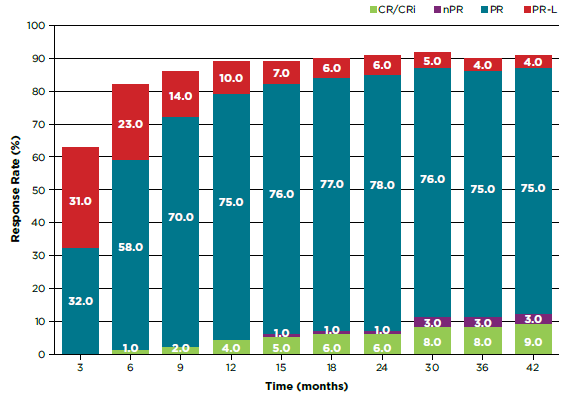 CR/CRi nPR PR PR-L
100
90
80
70
60
50
40
30
20
10
0
Response Rate (%)
31.0 23.0 14.0 10.0 7.0 6.0 6.0 5.0 4.0 4.0
32.0 58.0 70.0 75.0 76.0 77.0 78.0 76.0 75.0 75.0
1.0 1.0 1.0 3.0 3.0 3.0
1.0 2.0 4.0 5.0 6.0 6.0 8.0 8.0 9.0
3 6 9 12 15 18 24 30 36 42
Time (months)